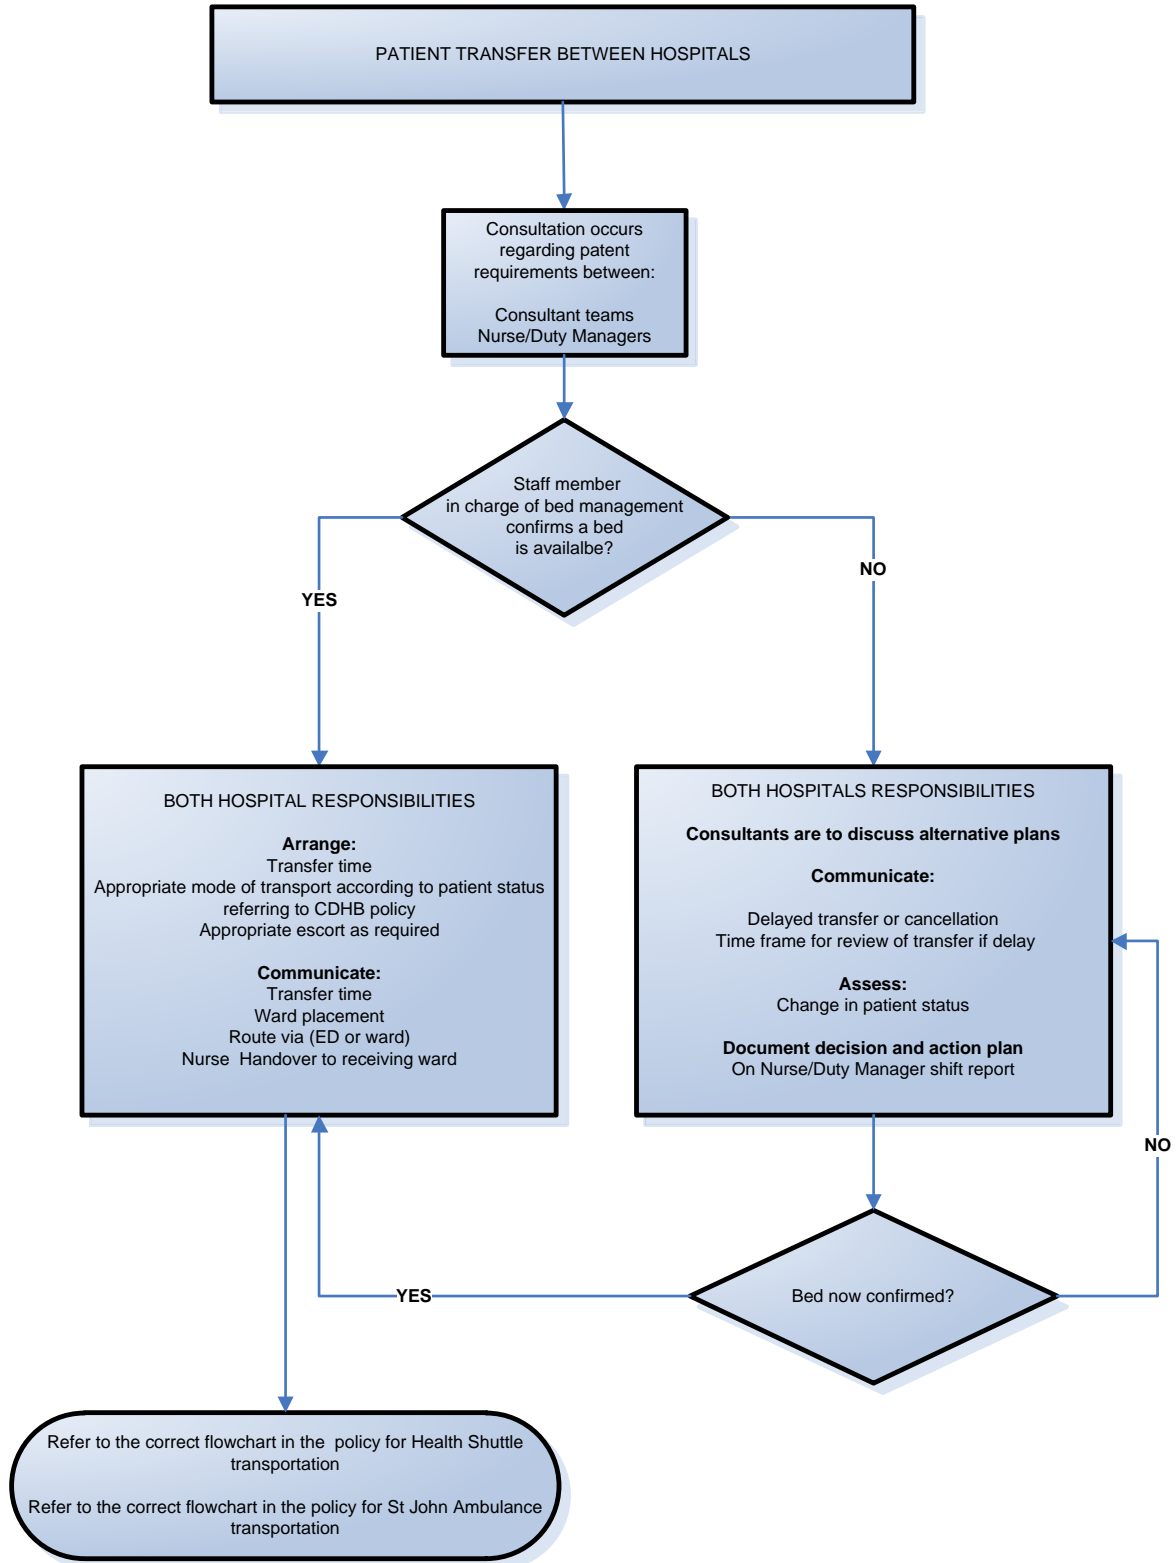 PATIENT TRANSFER BETWEEN HOSPITALS
Consultation occurs
regarding patent
requirements between:
Consultant teams
Nurse/Duty Managers
Staff member
in charge of bed management
confirms a bed
is availalbe?
YES
NO
BOTH HOSPITAL RESPONSIBILITIES
Arrange:
Transfer time
Appropriate mode of transport according to patient status
referring to CDHB policy
Appropriate escort as required
Communicate:
Transfer time
Ward placement
Route via (ED or ward)
Nurse Handover to receiving ward
BOTH HOSPITALS RESPONSIBILITIES
Consultants are to discuss alternative plans
Communicate:
Delayed transfer or cancellation
Time frame for review of transfer if delay
Assess:
Change in patient status
Document decision and action plan
On Nurse/Duty Manager shift report
NO
YES
Bed now confirmed?
Refer to the correct flowchart in the policy for Health Shuttle
transportation
Refer to the correct flowchart in the policy for St John Ambulance
transportation